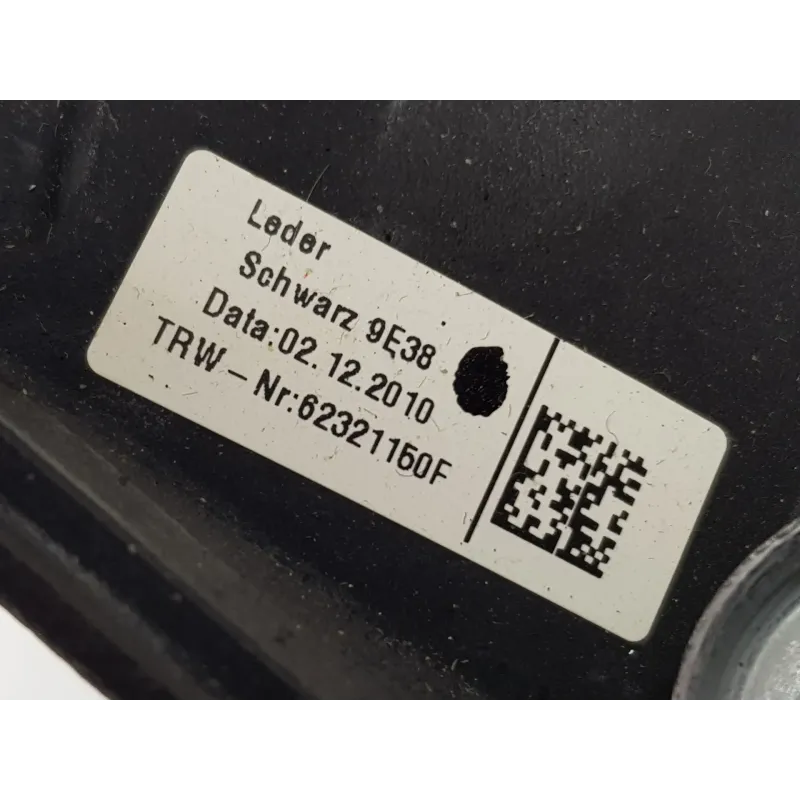 Leder
Schwarz 9E38
Data:02.12.2010
TRW-Nr:62321160F